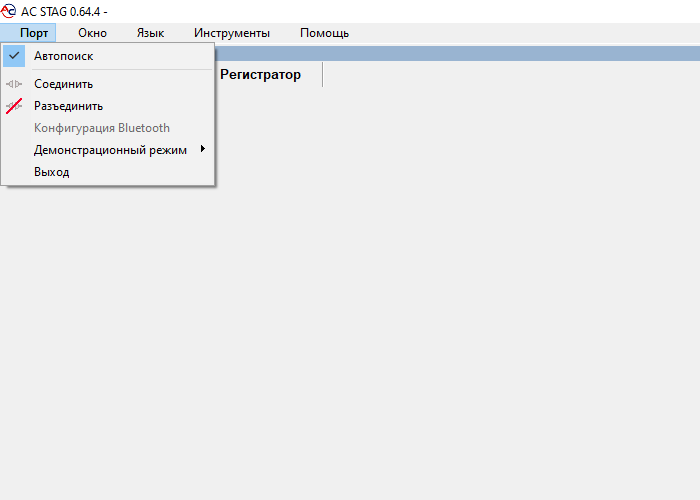 AC STAG 0.64.4 -
Порт Окно Язык Инструменты Помощь
Автопоиск
Регистратор
Соединить
Разъединить
Конфигурация Bluetooth
Демонстрационный режим
Выход